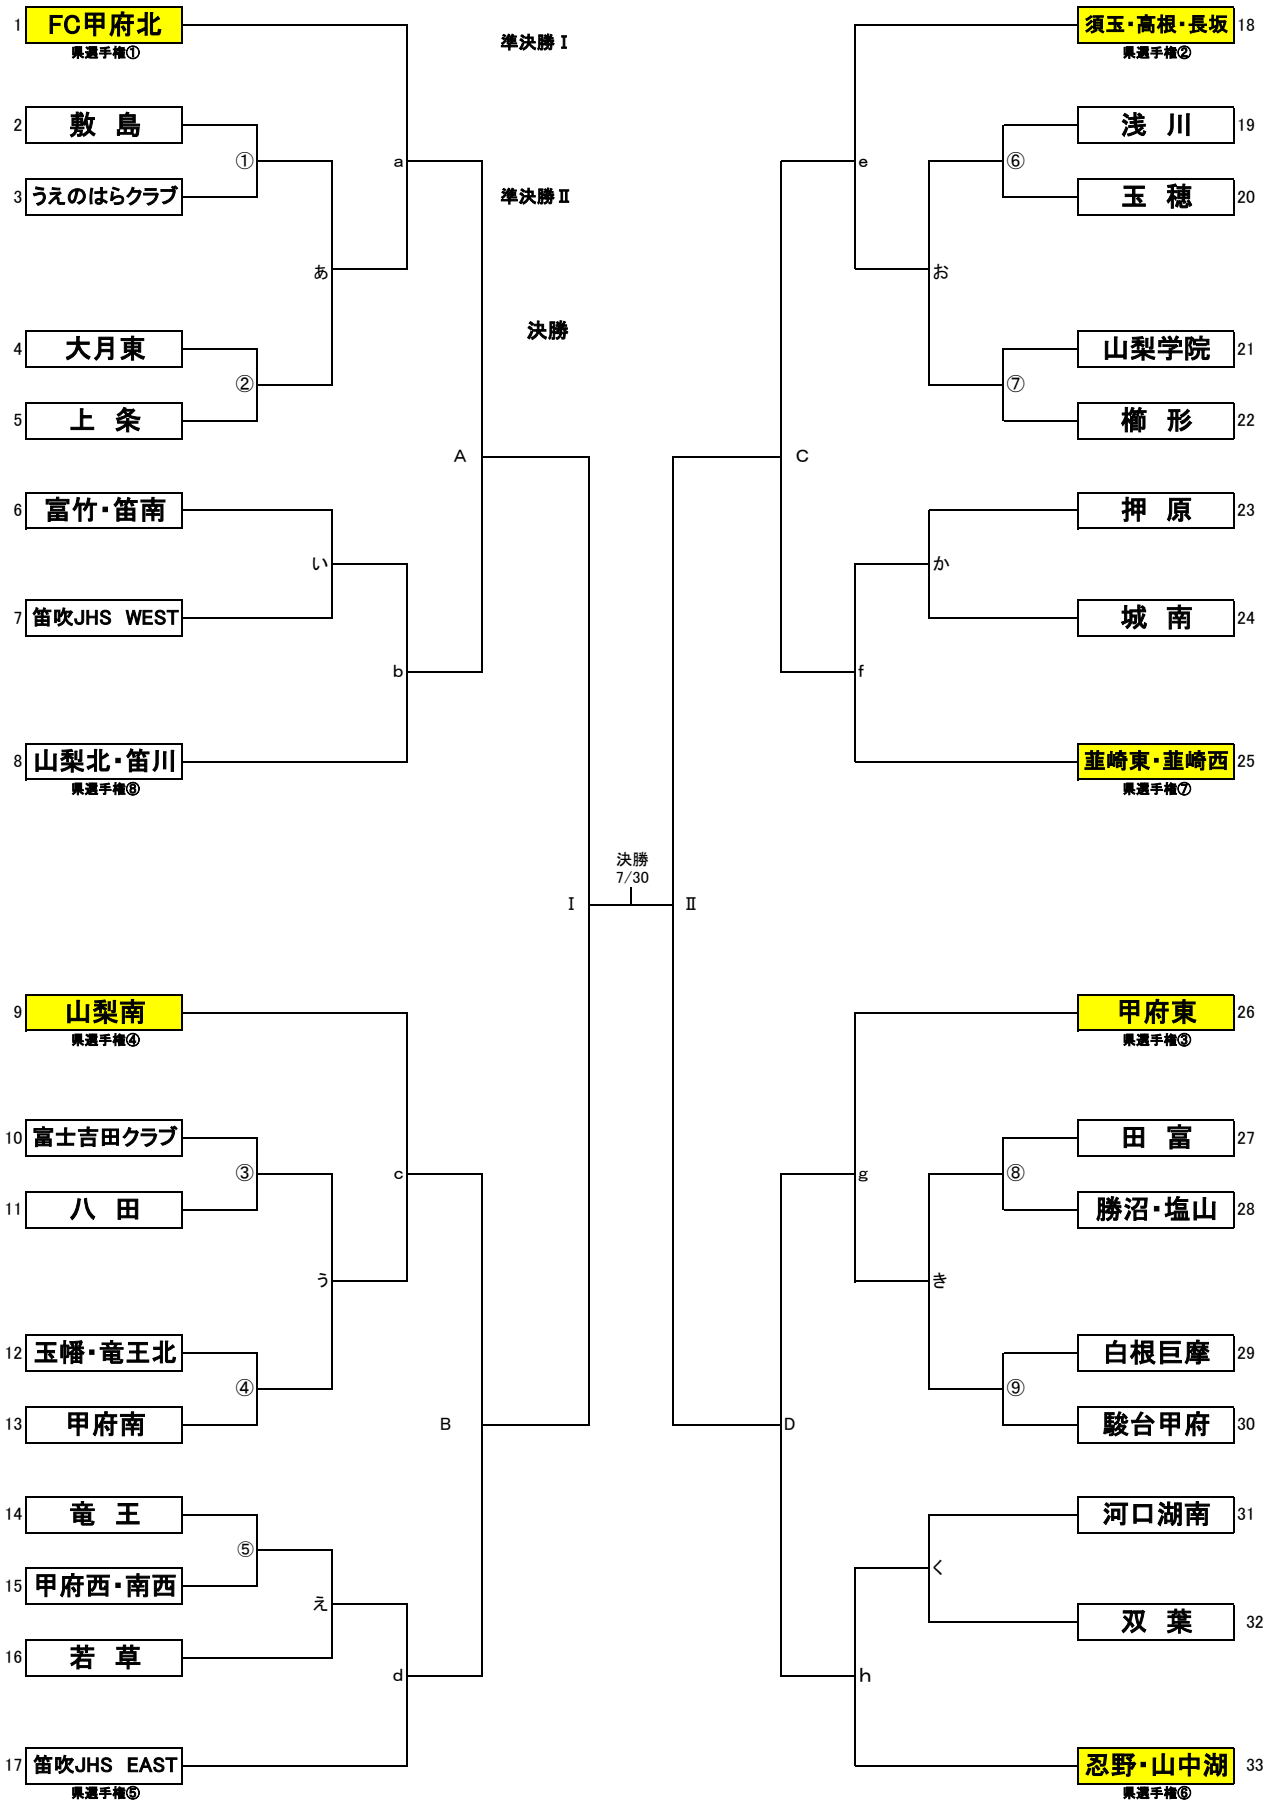 1 FC甲府北
県選手権①
2 敷 島
①
3 うえのはらクラブ
a
あ
4 大月東
②
5 上 条
A
6 富竹・笛南
い
7 笛吹JHS WEST
b
8 山梨北・笛川
県選手権⑧
準決勝Ⅰ
準決勝Ⅱ
決勝
Ⅰ
決勝
7/30
Ⅱ
9 山梨南
県選手権④
10 富士吉田クラブ
③
11 八 田
c
う
12 玉幡・竜王北
④
13 甲府南
B
14 竜 王
⑤
15 甲府西・南西
え
16 若 草
d
17 笛吹JHS EAST
県選手権⑤
須玉・高根・長坂 18
県選手権②
浅 川 19
⑥
玉 穂 20
e
お
山梨学院 21
⑦
櫛 形 22
C
押 原 23
か
城 南 24
f
韮崎東・韮崎西 25
県選手権⑦
甲府東 26
県選手権③
田 富 27
⑧
勝沼・塩山 28
g
き
白根巨摩 29
⑨
駿台甲府 30
D
河口湖南 31
く
双 葉 32
h
忍野・山中湖 33
県選手権⑥